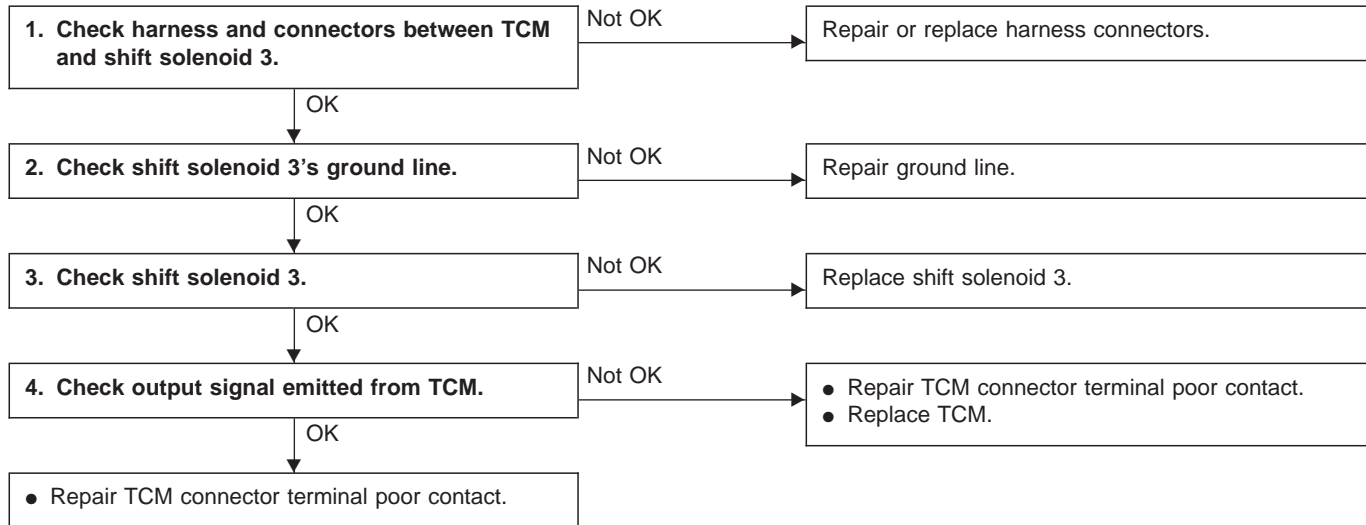 1. Check harness and connectors between TCM
and shift solenoid 3.
Not OK
Repair or replace harness connectors.
OK
2. Check shift solenoid 3’s ground line.
Not OK
Repair ground line.
OK
3. Check shift solenoid 3.
Not OK
Replace shift solenoid 3.
OK
4. Check output signal emitted from TCM.
Not OK
● Repair TCM connector terminal poor contact.
● Replace TCM.
OK
● Repair TCM connector terminal poor contact.